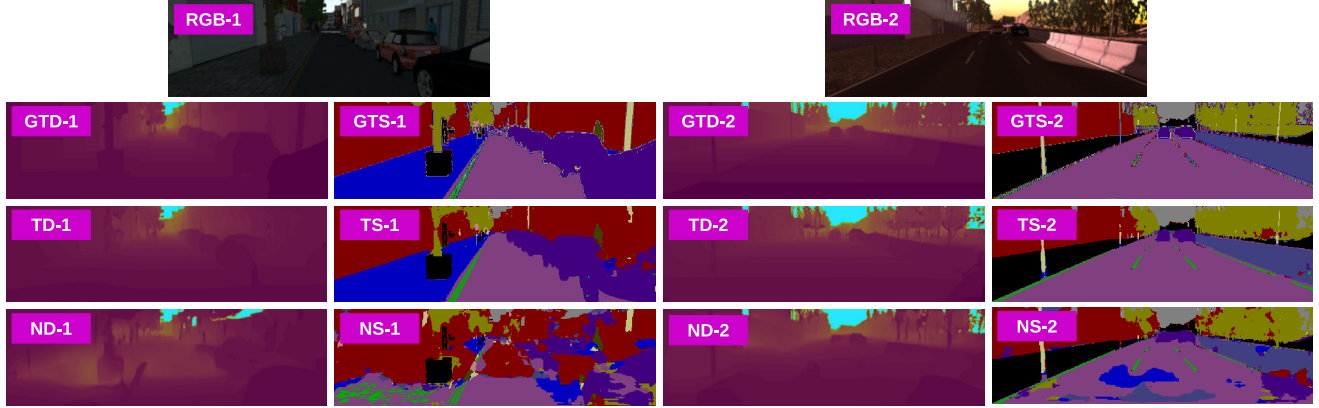 RGB-1
RGB-2
GTD-1
GTS-1
GTD-2
GTS-2
TD-1
TS-1
TD-2
TS-2
ND-1
NS-1
ND-2
NS-2